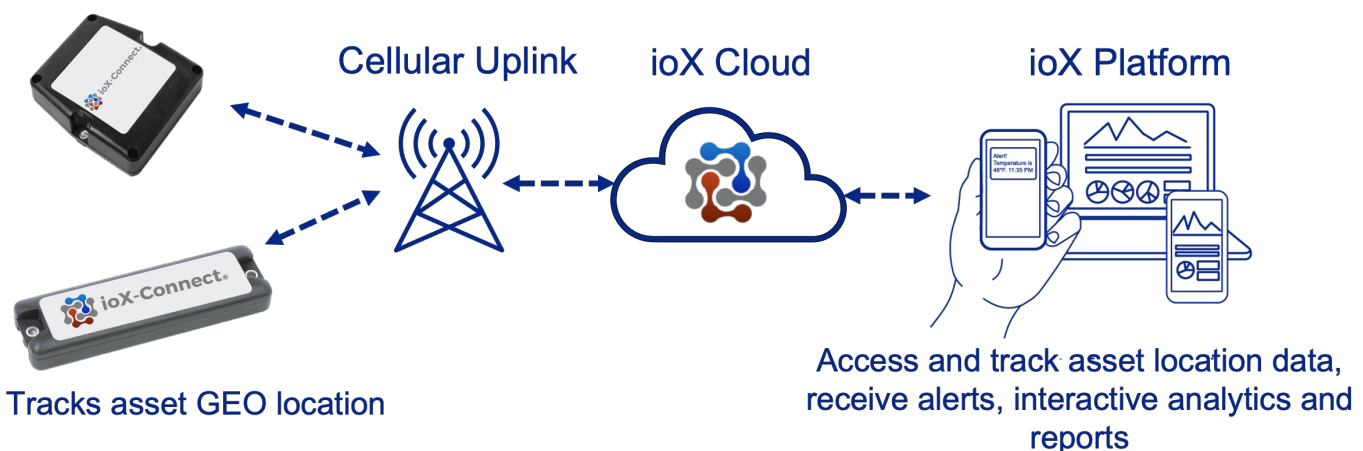 ioX-Connect®
Cellular Uplink
ioX Cloud
ioX Platform
Alert!
Temperature is
48°F. 11:35 PM
ioX-Connect®
Tracks asset GEO location
Access and track asset location data,
receive alerts, interactive analytics and
reports